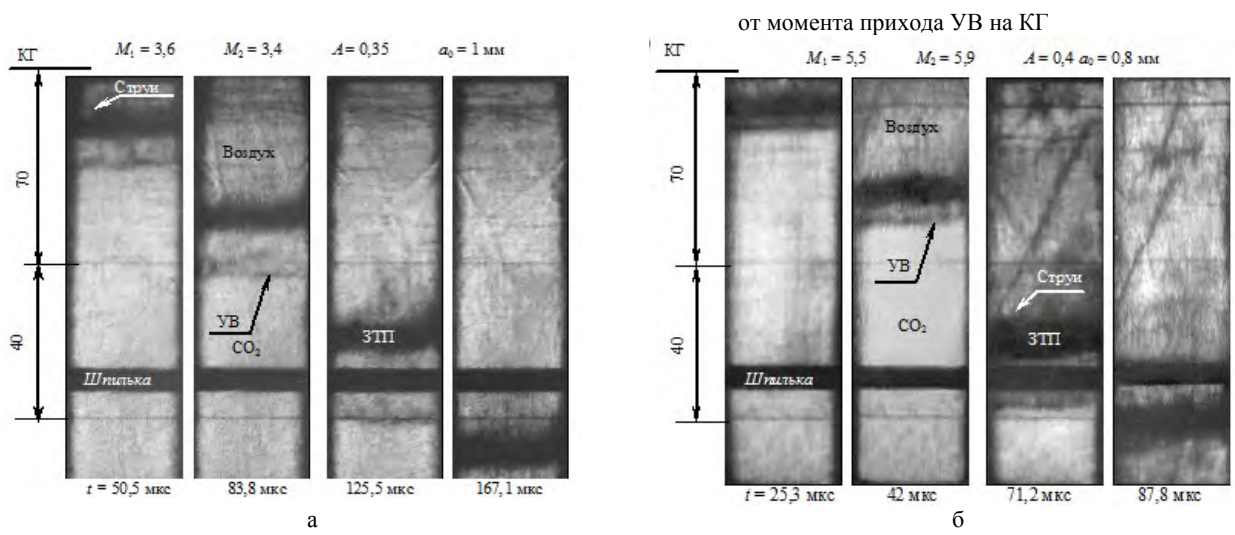 от момента прихода УВ на КГ
КГ M₁ = 3,6 M₂ = 3,4 A = 0,35 a₀ = 1 мм
Струи
Воздух
70
УВ
CO₂
ЗТП
40
Шпилька
t = 50,5 мкс 83,8 мкс 125,5 мкс 167,1 мкс
а
КГ M₁ = 5,5 M₂ = 5,9 A = 0,4 a₀ = 0,8 мм
Воздух
70
УВ
Струи
CO₂
ЗТП
40
Шпилька
t = 25,3 мкс 42 мкс 71,2 мкс 87,8 мкс
б